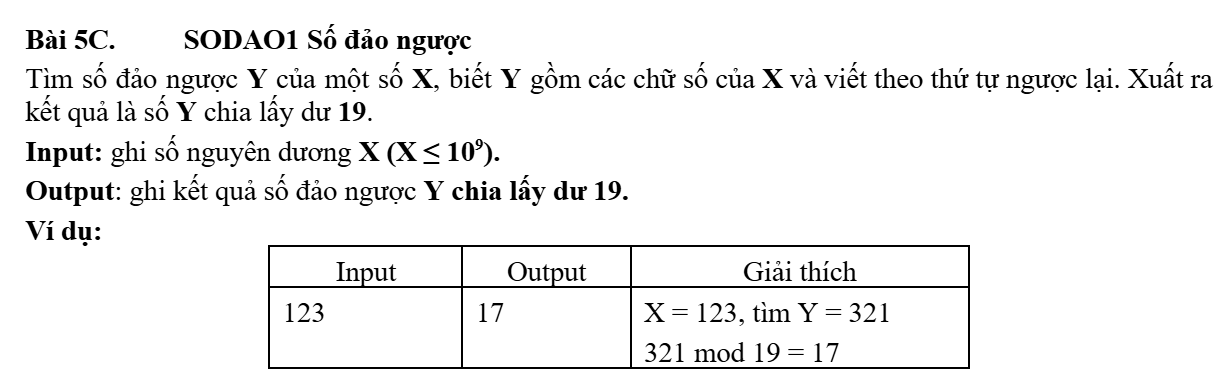 Bài 5C. SODAO1 Số đảo ngược
Tìm số đảo ngược Y của một số X, biết Y gồm các chữ số của X và viết theo thứ tự ngược lại. Xuất ra
kết quả là số Y chia lấy dư 19.
Input: ghi số nguyên dương X (X ≤ 10⁹).
Output: ghi kết quả số đảo ngược Y chia lấy dư 19.
Ví dụ:
Input Output Giải thích
123 17 X = 123, tìm Y = 321
321 mod 19 = 17